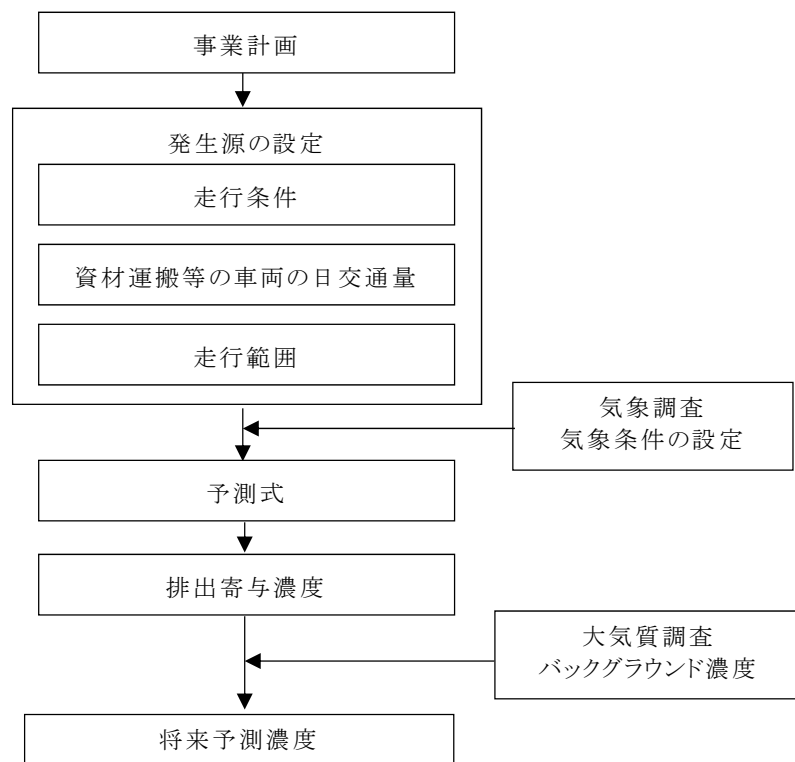 事業計画
発生源の設定
走行条件
資材運搬等の車両の日交通量
走行範囲
気象調査
気象条件の設定
予測式
排出寄与濃度
大気質調査
バックグラウンド濃度
将来予測濃度